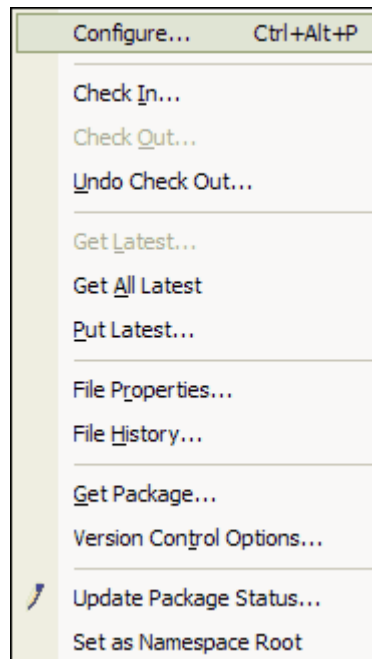 Configure... Ctrl+Alt+P
Check In...
Check Out...
Undo Check Out...
Get Latest...
Get All Latest
Put Latest...
File Properties...
File History...
Get Package...
Version Control Options...
Update Package Status...
Set as Namespace Root